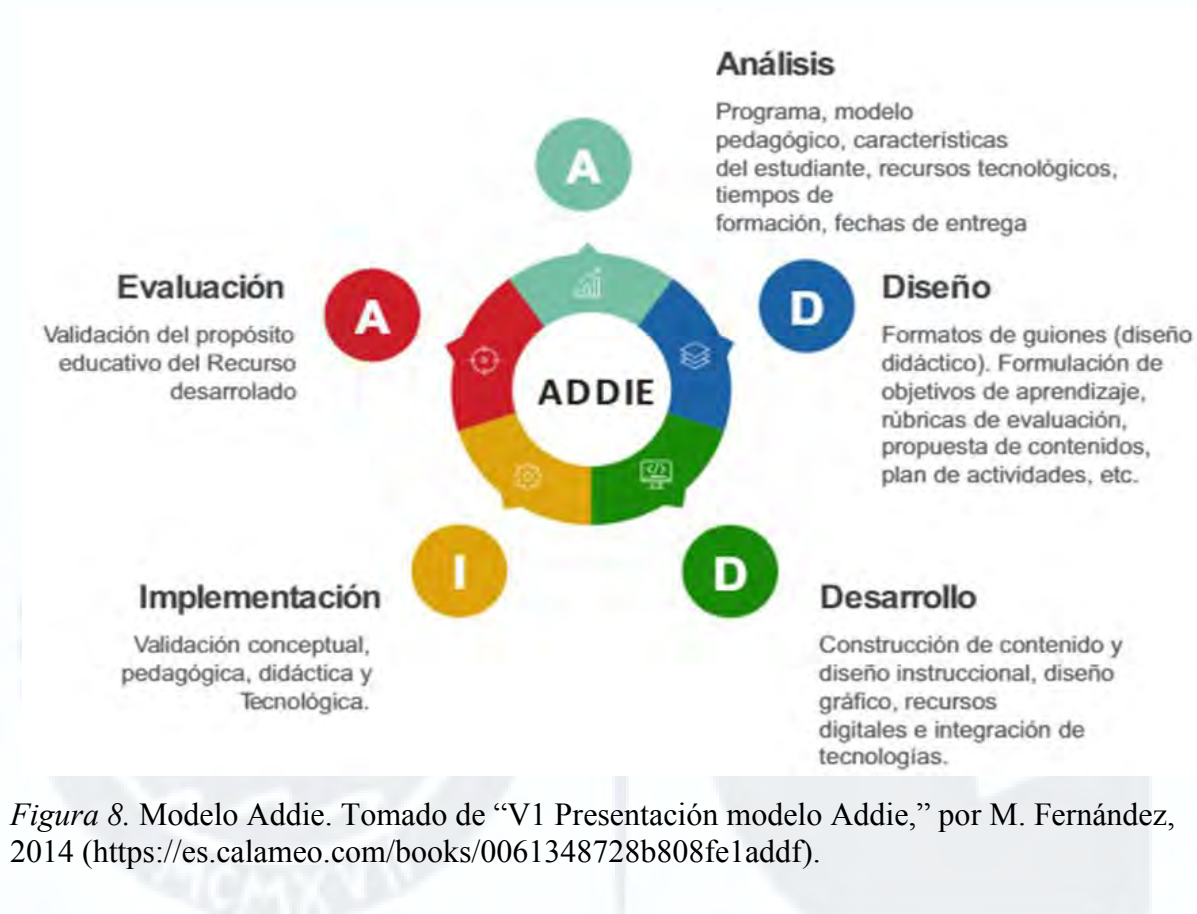 Análisis
Programa, modelo
pedagógico, características
del estudiante, recursos tecnológicos,
tiempos de
formación, fechas de entrega
A
Evaluación
Validación del propósito
educativo del Recurso
desarrolado
A
D
Diseño
Formatos de guiones (diseño
didáctico). Formulación de
objetivos de aprendizaje,
rúbricas de evaluación,
propuesta de contenidos,
plan de actividades, etc.
ADDIE
I
Implementación
Validación conceptual,
pedagógica, didáctica y
Tecnológica.
D
Desarrollo
Construcción de contenido y
diseño instruccional, diseño
gráfico, recursos
digitales e integración de
tecnologías.
Figura 8. Modelo Addie. Tomado de “V1 Presentación modelo Addie,” por M. Fernández,
2014 (https://es.calameo.com/books/0061348728b808fe1addf).